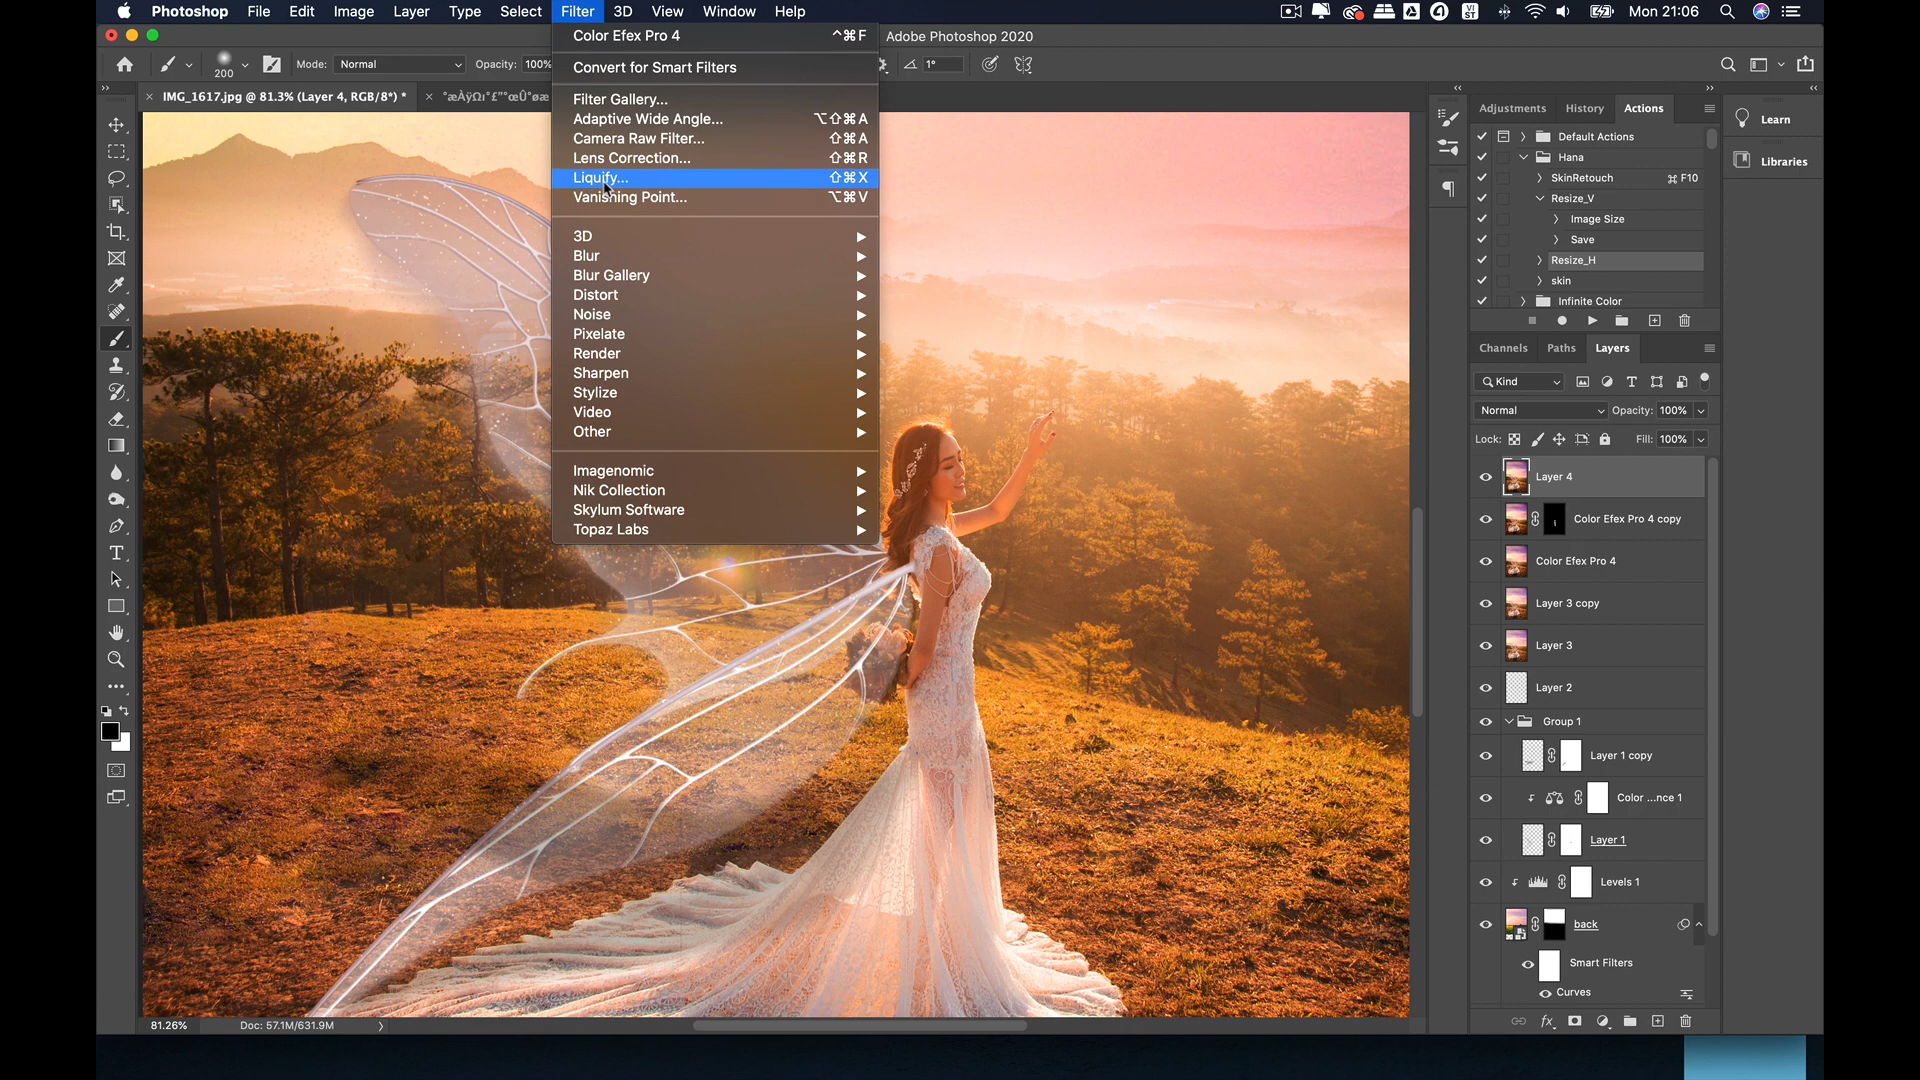 Photoshop File Edit Image Layer Type Select Filter 3D View Window Help
VI
ST
Mon 21:06
Adobe Photoshop 2020
200
Mode: Normal
Opacity: 100%
1°
IMG_1617.jpg @ 81.3% (Layer 4, RGB/8*) *
Color Efex Pro 4 ^⌘F
Convert for Smart Filters
Filter Gallery...
Adaptive Wide Angle... ⌥⇧⌘A
Camera Raw Filter... ⇧⌘A
Lens Correction... ⇧⌘R
Liquify... ⇧⌘X
Vanishing Point... ⌥⌘V
3D
Blur
Blur Gallery
Distort
Noise
Pixelate
Render
Sharpen
Stylize
Video
Other
Imagenomic
Nik Collection
Skylum Software
Topaz Labs
Adjustments History Actions
Default Actions
Hana
SkinRetouch ⌘ F10
Resize_V
Image Size
Save
Resize_H
skin
Infinite Color
Learn
Libraries
Channels Paths Layers
Kind
Normal Opacity: 100%
Lock: Fill: 100%
Layer 4
Color Efex Pro 4 copy
Color Efex Pro 4
Layer 3 copy
Layer 3
Layer 2
Group 1
Layer 1 copy
Color ...nce 1
Layer 1
Levels 1
back
Smart Filters
Curves
fx
81.26% Doc: 57.1M/631.9M